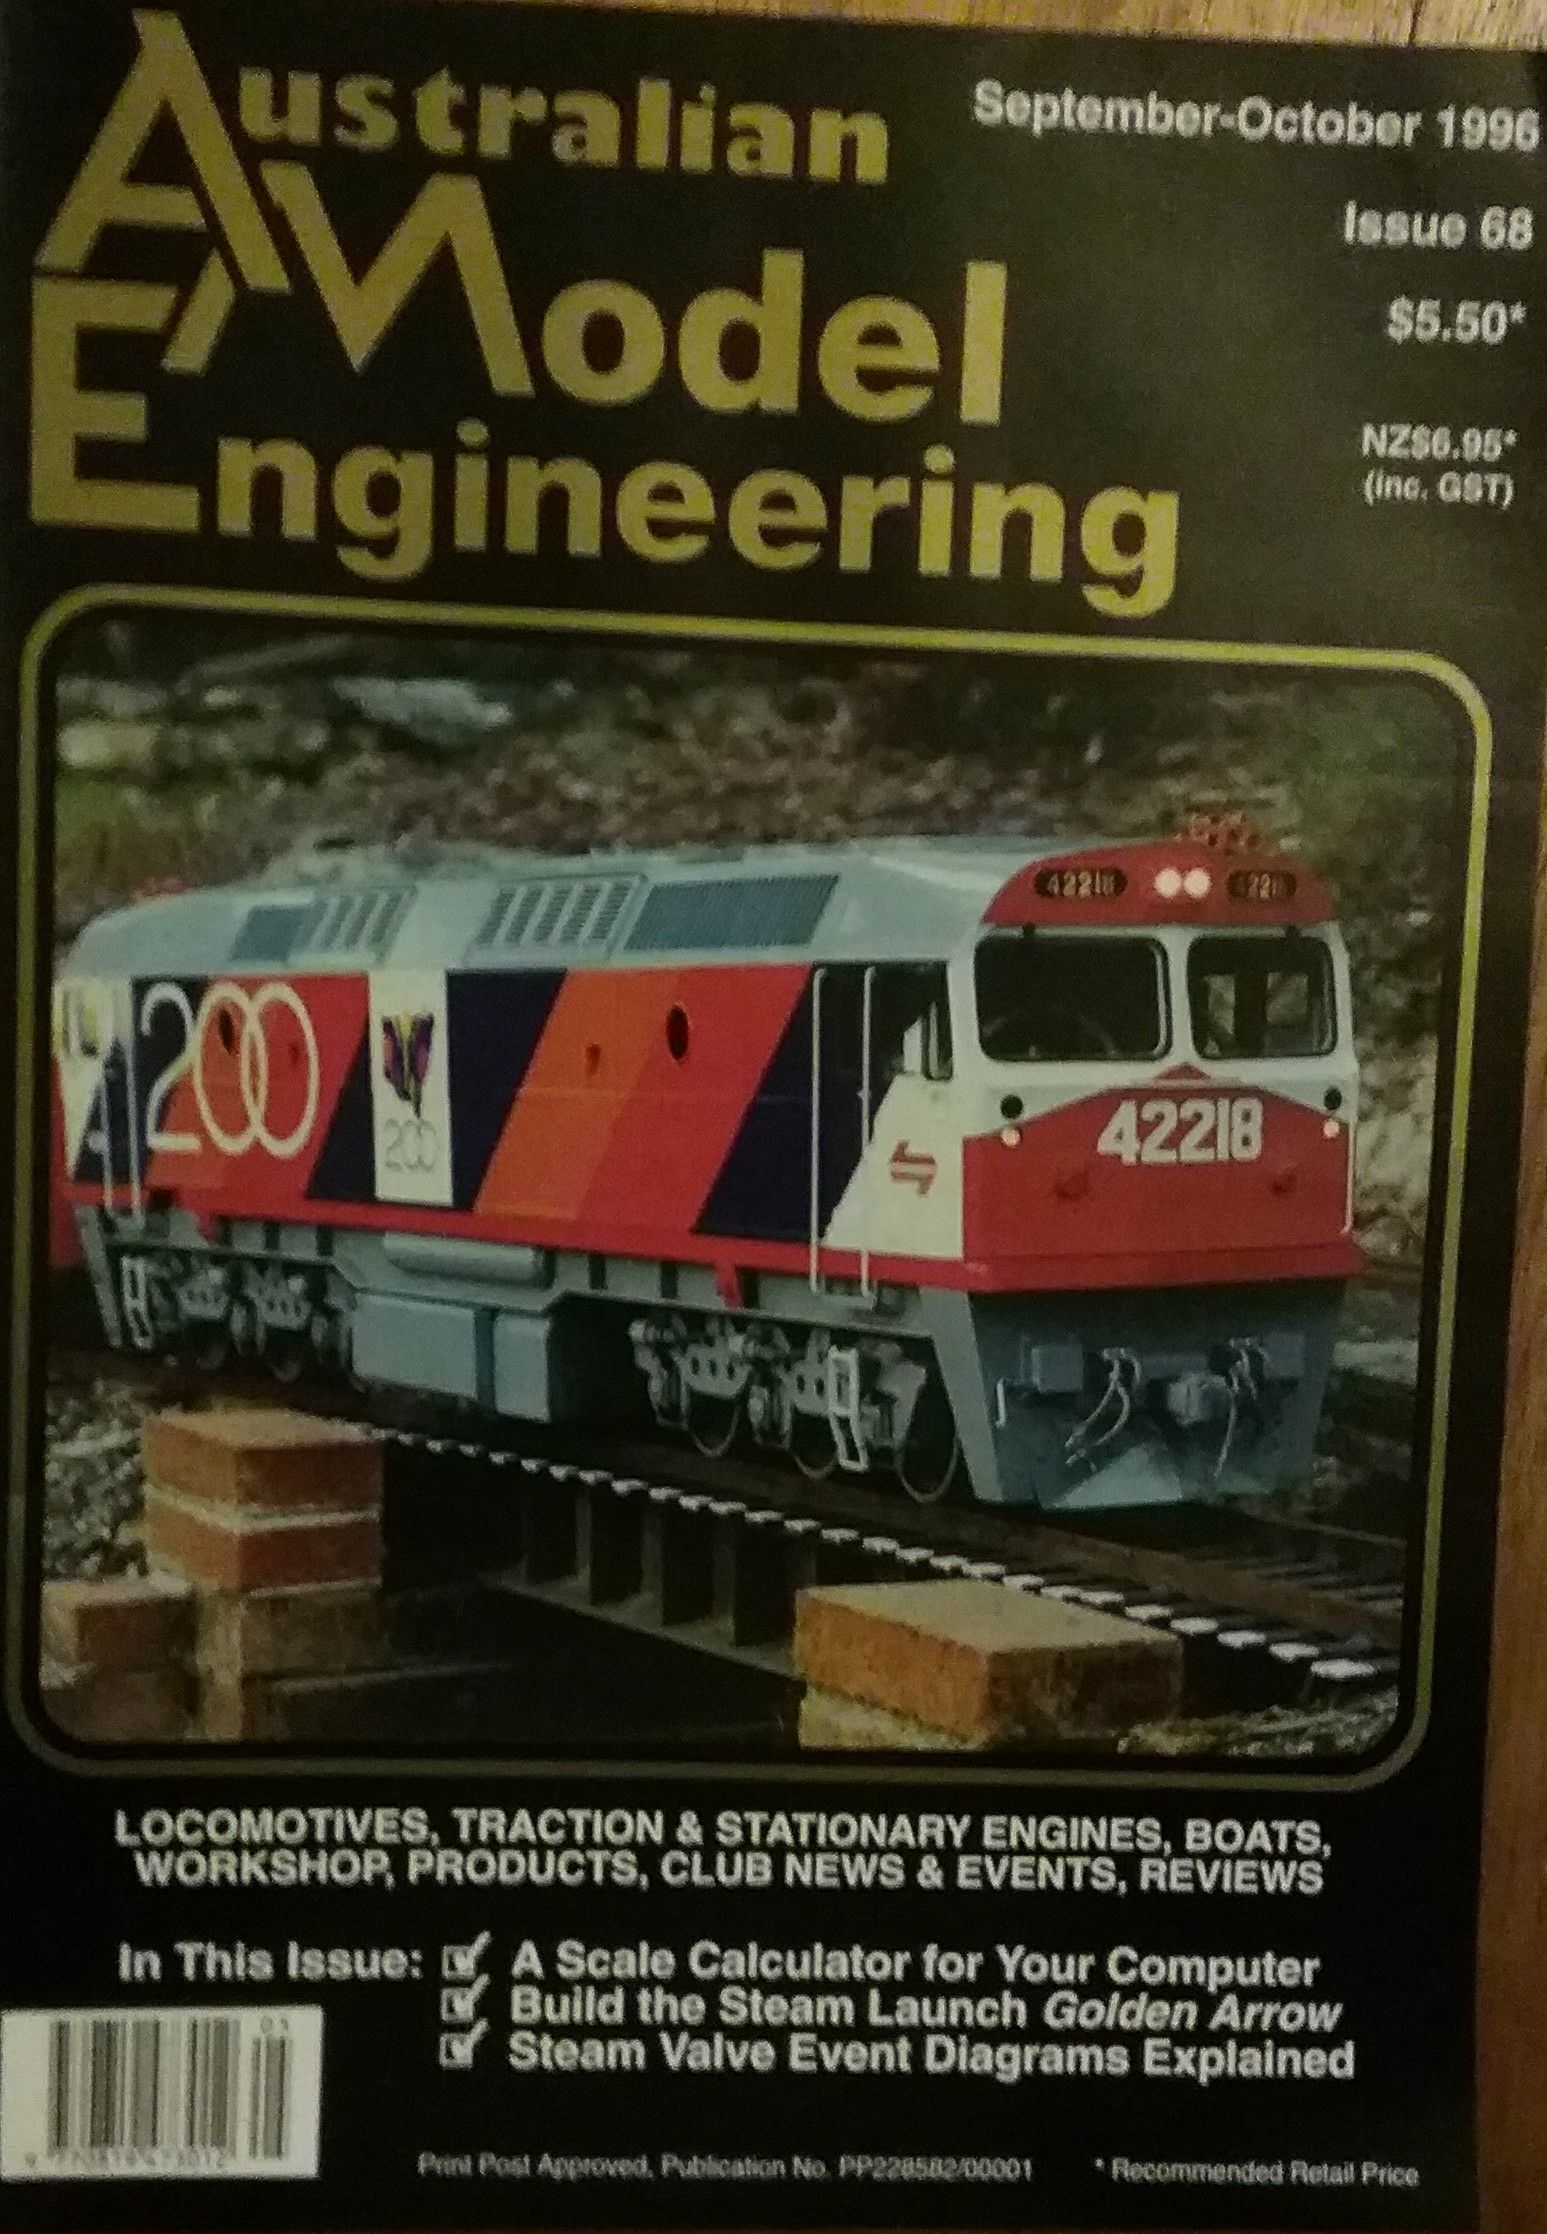 Australian
Model
Engineering
September-October 1996
Issue 68
$5.50*
NZ$6.95*
(inc. GST)
42218
42218
200
200
42218
LOCOMOTIVES, TRACTION & STATIONARY ENGINES, BOATS,
WORKSHOP, PRODUCTS, CLUB NEWS & EVENTS, REVIEWS
In This Issue: A Scale Calculator for Your Computer
Build the Steam Launch Golden Arrow
Steam Valve Event Diagrams Explained
Print Post Approved, Publication No. PP228582/00001 * Recommended Retail Price